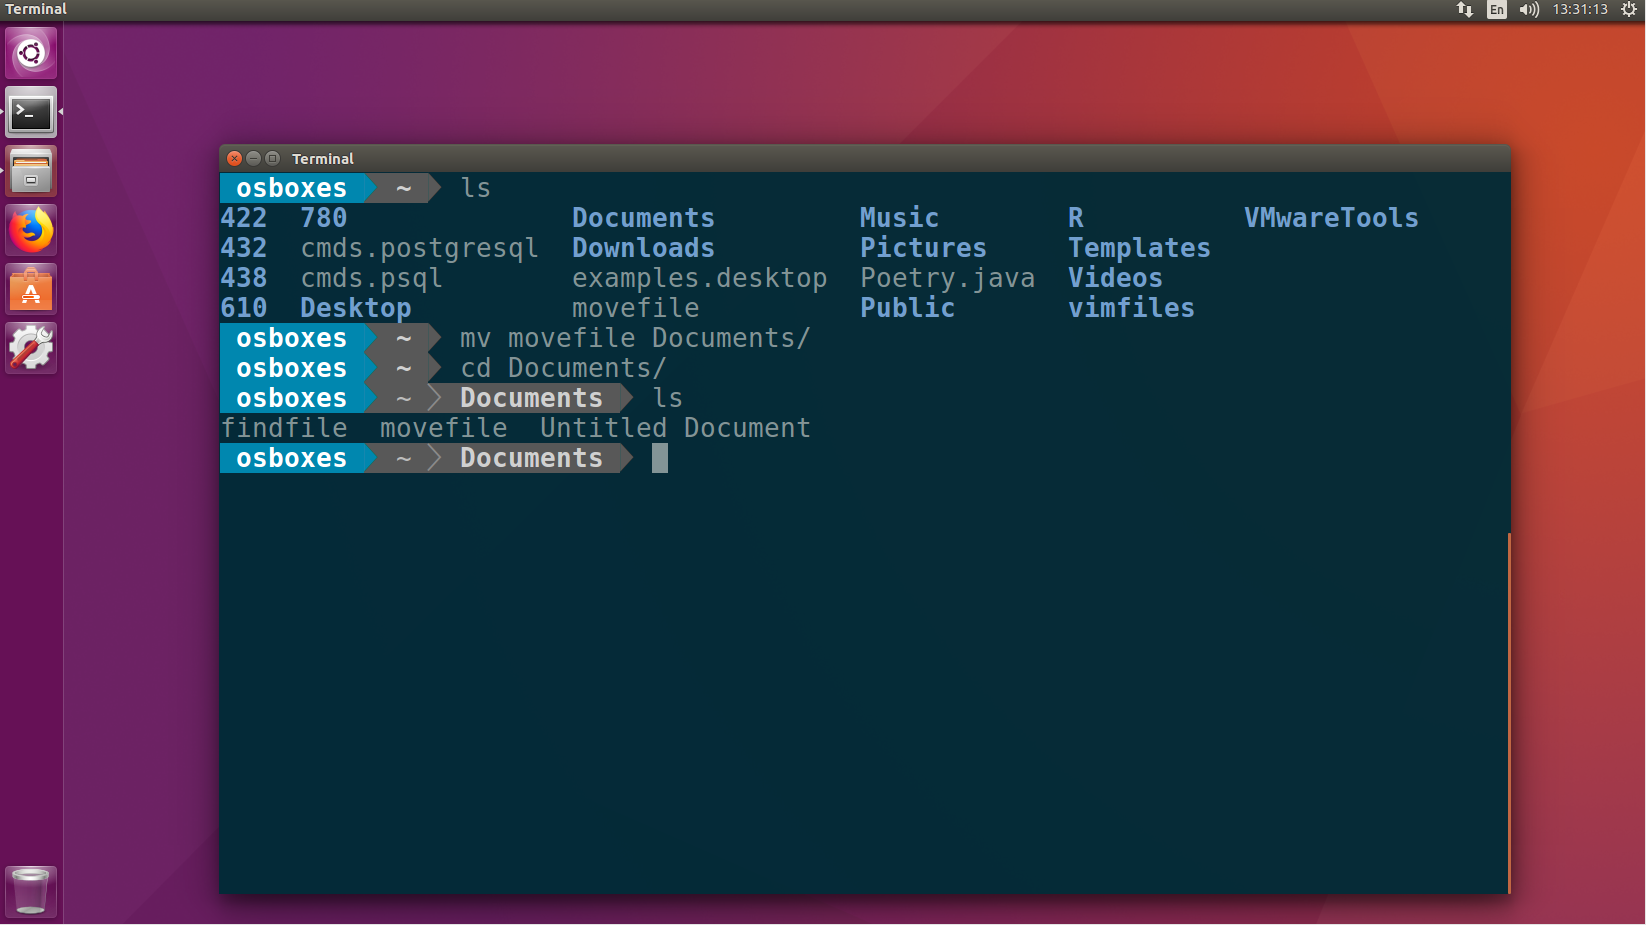 Terminal
En 13:31:13
Terminal
osboxes ~ ls
422 780 Documents Music R VMwareTools
432 cmds.postgresql Downloads Pictures Templates
438 cmds.psql examples.desktop Poetry.java Videos
610 Desktop movefile Public vimfiles
osboxes ~ mv movefile Documents/
osboxes ~ cd Documents/
osboxes ~ Documents ls
findfile movefile Untitled Document
osboxes ~ Documents